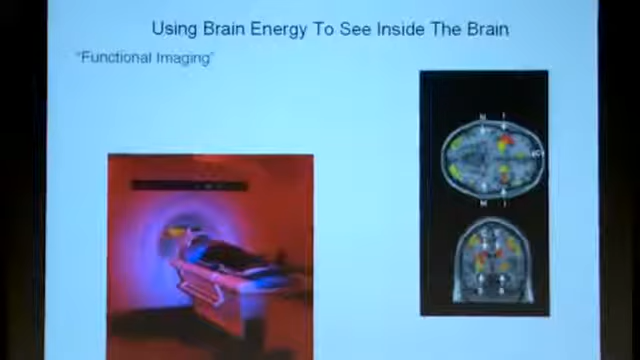 Using Brain Energy To See Inside The Brain
"Functional Imaging"